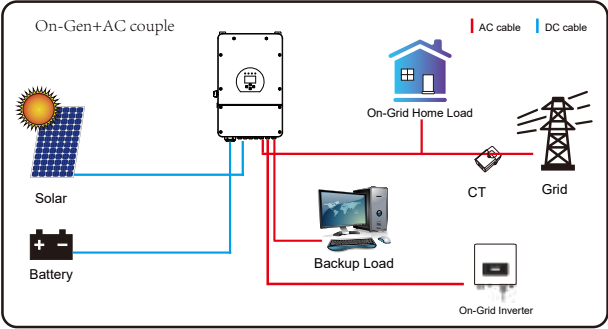 On-Gen+AC couple
AC cable
DC cable
On-Grid Home Load
Solar
CT
Grid
Battery
Backup Load
On-Grid Inverter